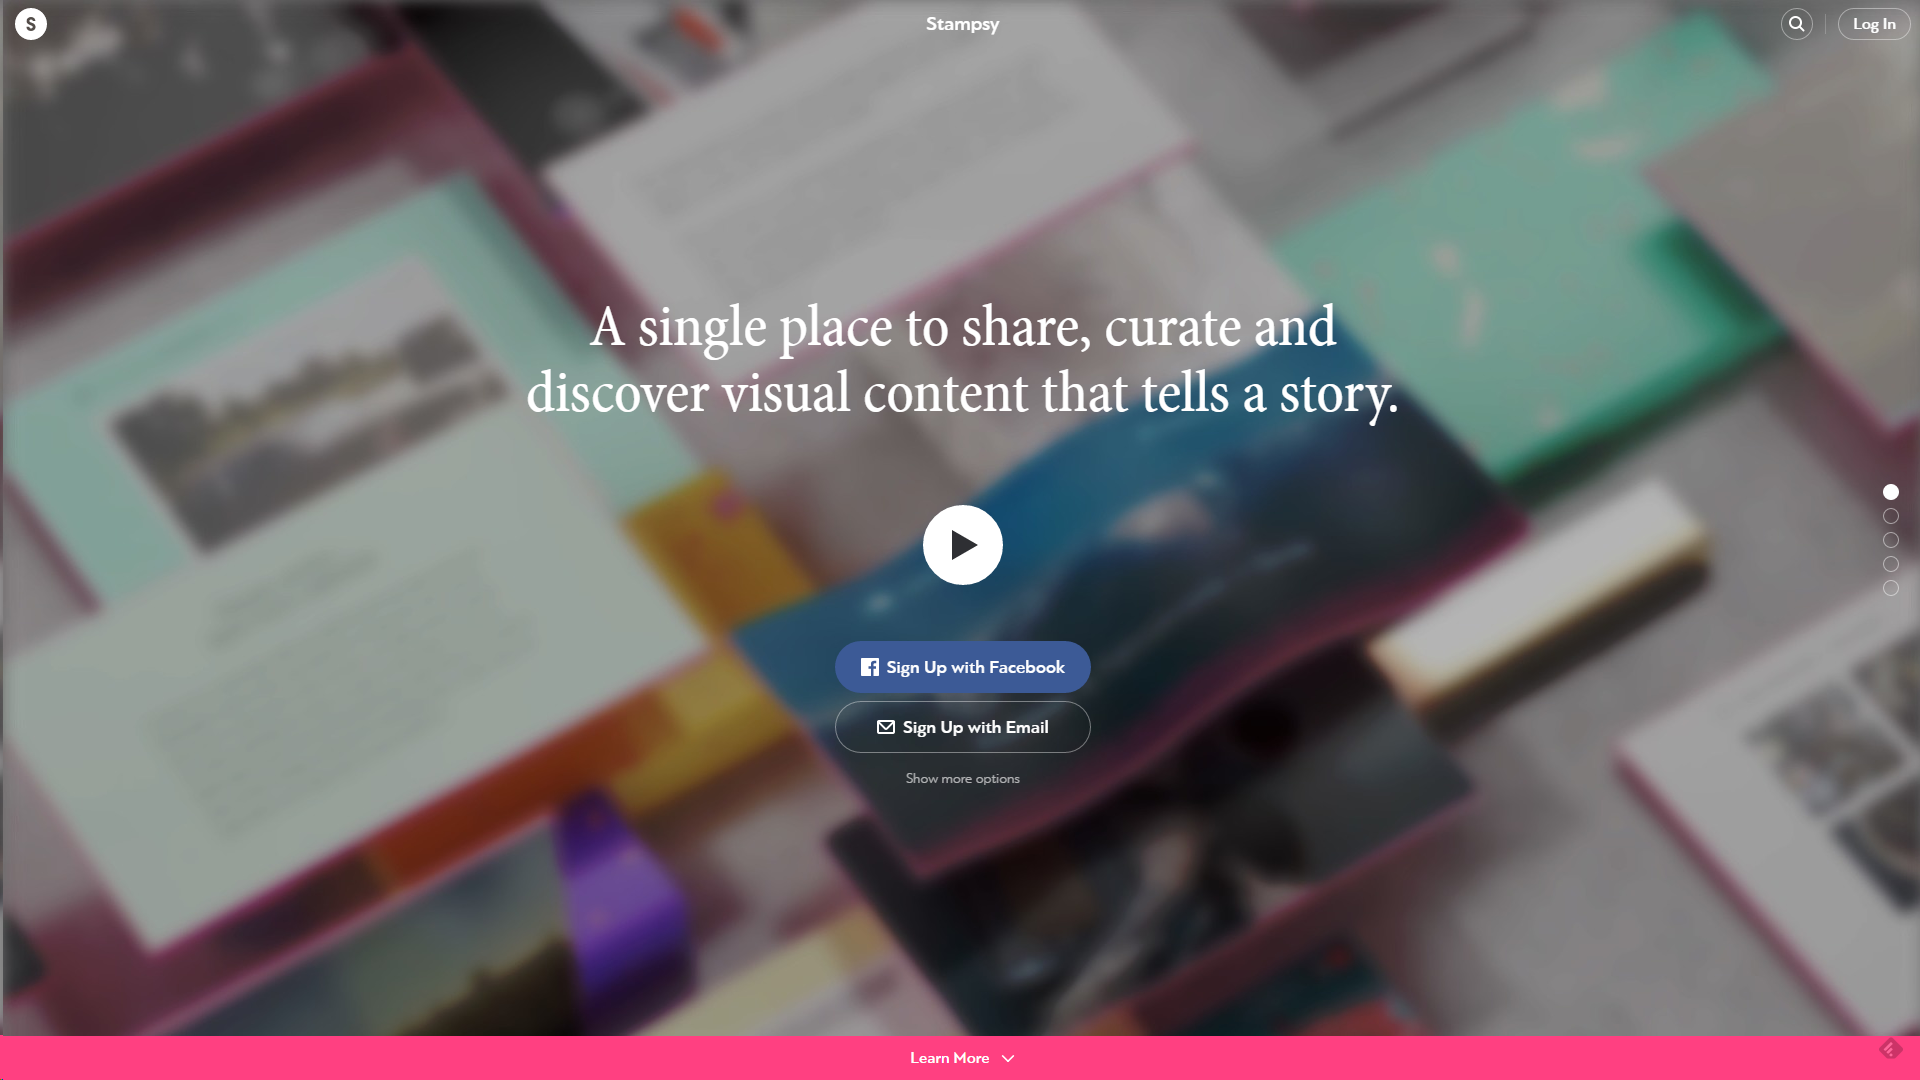 S
Stampsy
Log In
A single place to share, curate and
discover visual content that tells a story.
Sign Up with Facebook
Sign Up with Email
Show more options
Learn More